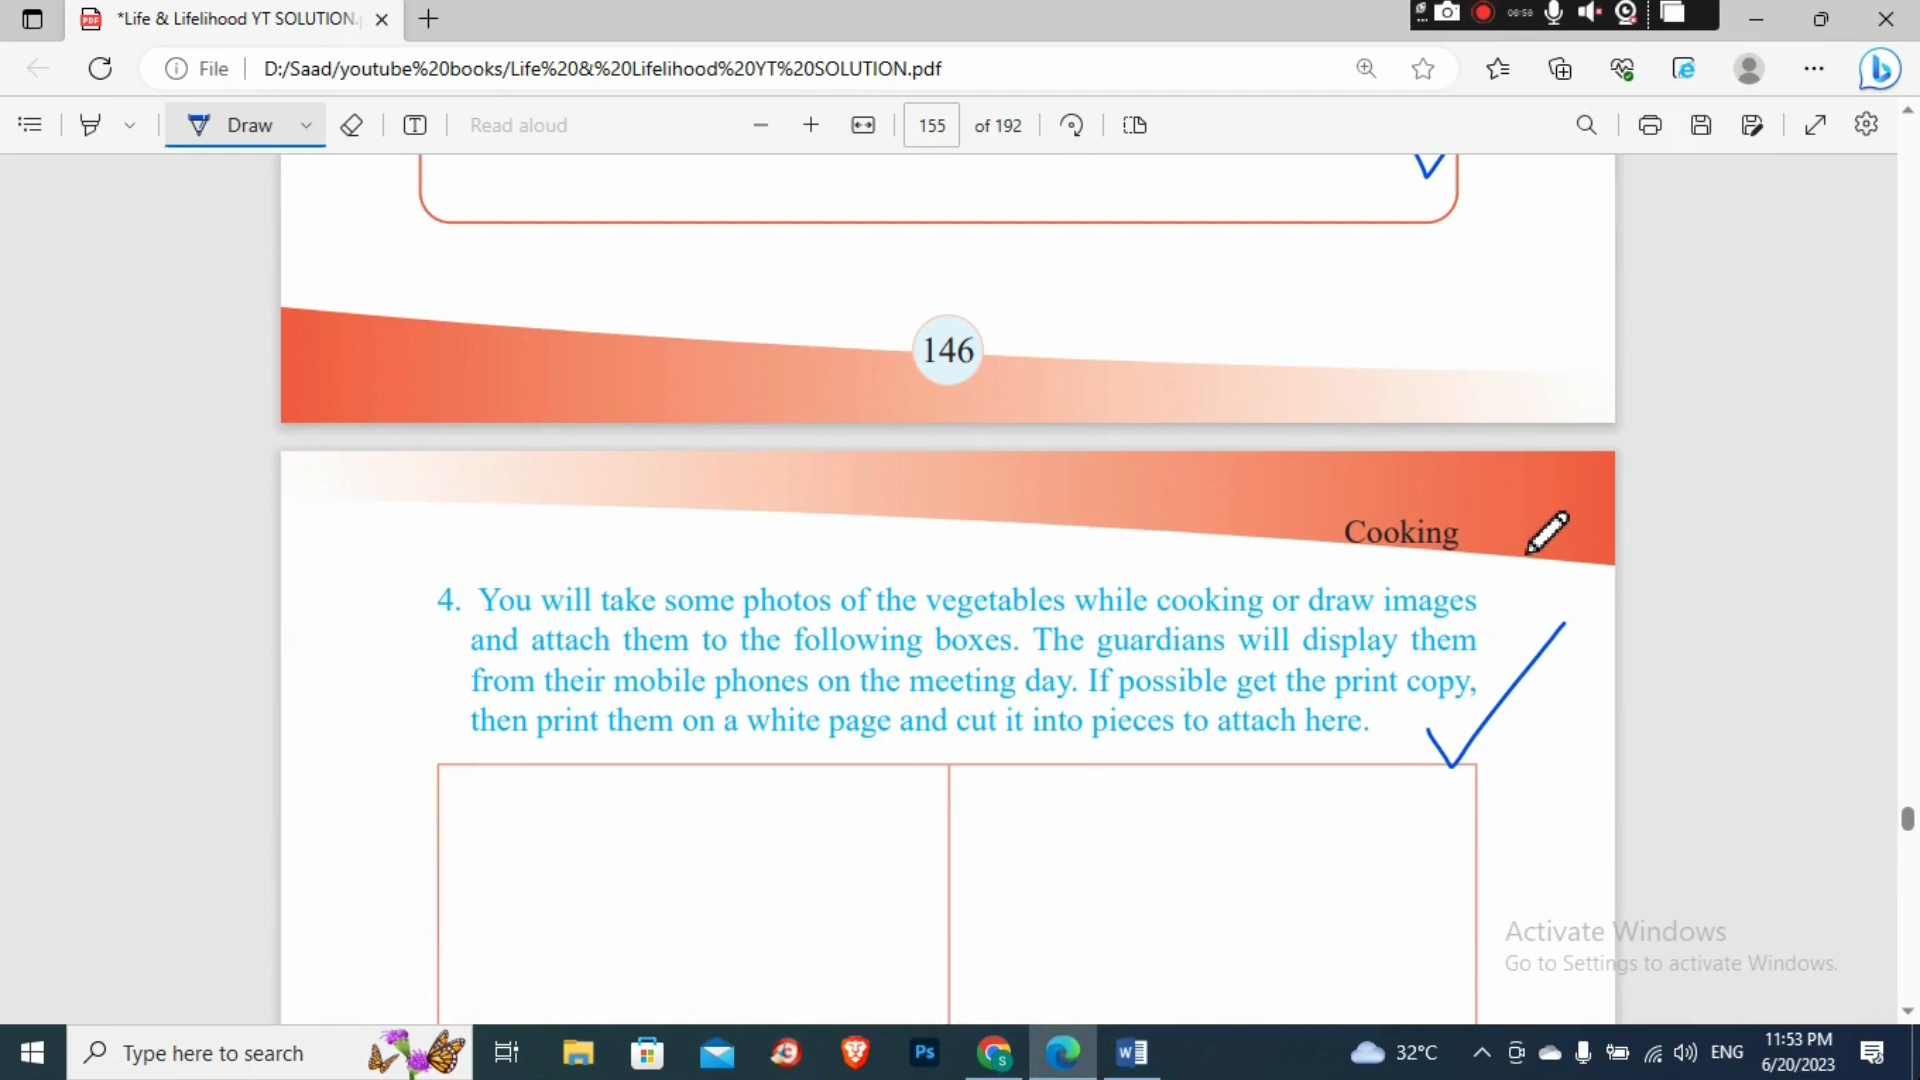 *Life & Lifelihood YT SOLUTION.
06:56
File
D:/Saad/youtube%20books/Life%20&%20Lifelihood%20YT%20SOLUTION.pdf
Draw
Read aloud
155 of 192
146
Cooking
4. You will take some photos of the vegetables while cooking or draw images
and attach them to the following boxes. The guardians will display them
from their mobile phones on the meeting day. If possible get the print copy,
then print them on a white page and cut it into pieces to attach here.
Activate Windows
Go to Settings to activate Windows.
Type here to search
Ps
32°C
ENG
11:53 PM
6/20/2023